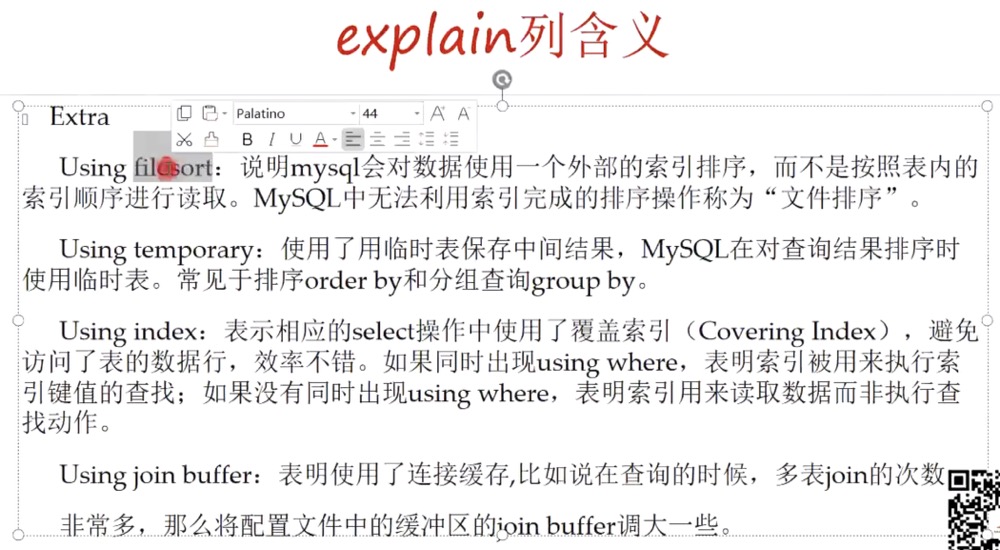 explain列含义
Palatino 44
B I U A
Extra
Using filesort：说明mysql会对数据使用一个外部的索引排序，而不是按照表内的
索引顺序进行读取。MySQL中无法利用索引完成的排序操作称为“文件排序”。
Using temporary：使用了用临时表保存中间结果，MySQL在对查询结果排序时
使用临时表。常见于排序order by和分组查询group by。
Using index：表示相应的select操作中使用了覆盖索引（Covering Index），避免
访问了表的数据行，效率不错。如果同时出现using where，表明索引被用来执行索
引键值的查找；如果没有同时出现using where，表明索引用来读取数据而非执行查
找动作。
Using join buffer：表明使用了连接缓存,比如说在查询的时候，多表join的次数
非常多，那么将配置文件中的缓冲区的join buffer调大一些。